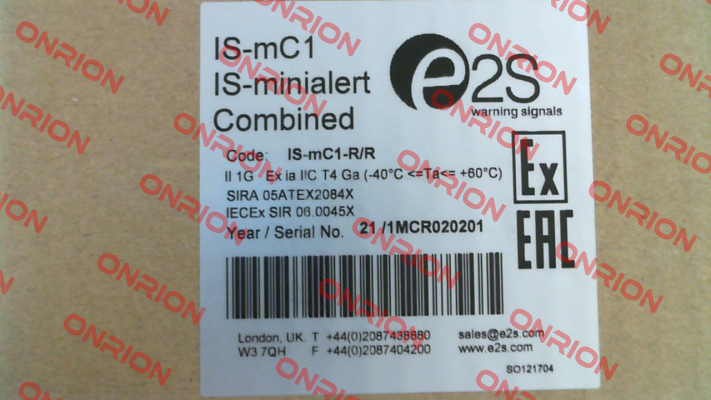 IS-mC1
IS-minialert
Combined
e2S
warning signals
Code: IS-mC1-R/R
II 1G Ex ia IIC T4 Ga (-40°C <=Ta<= +60°C)
SIRA 05ATEX2084X
IECEx SIR 06.0045X
Year / Serial No. 21 /1MCR020201
Ex
EAC
London, UK. T +44(0)2087438880 sales@e2s.com
W3 7QH F +44(0)2087404200 www.e2s.com
SO121704
ONRION